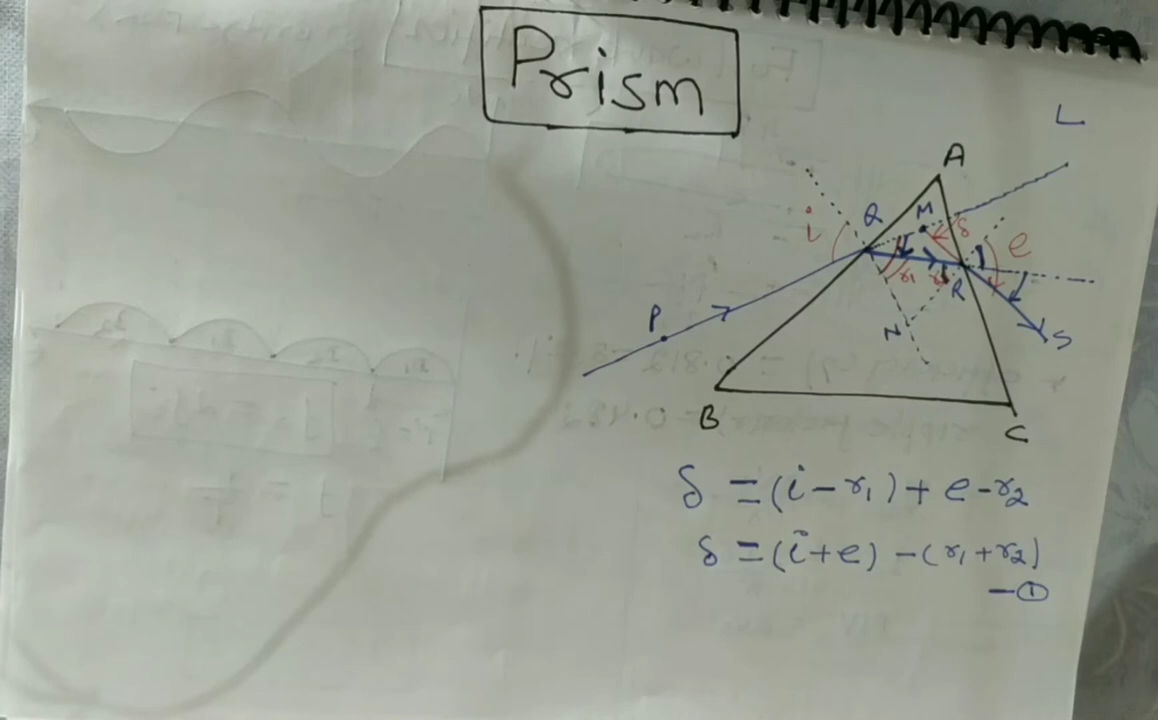 Prism
L
A
Q M δ
i e
r1 r2
R
P
N S
B
C
δ = (i-r1) + e-r2
δ = (i+e) - (r1+r2)
-①